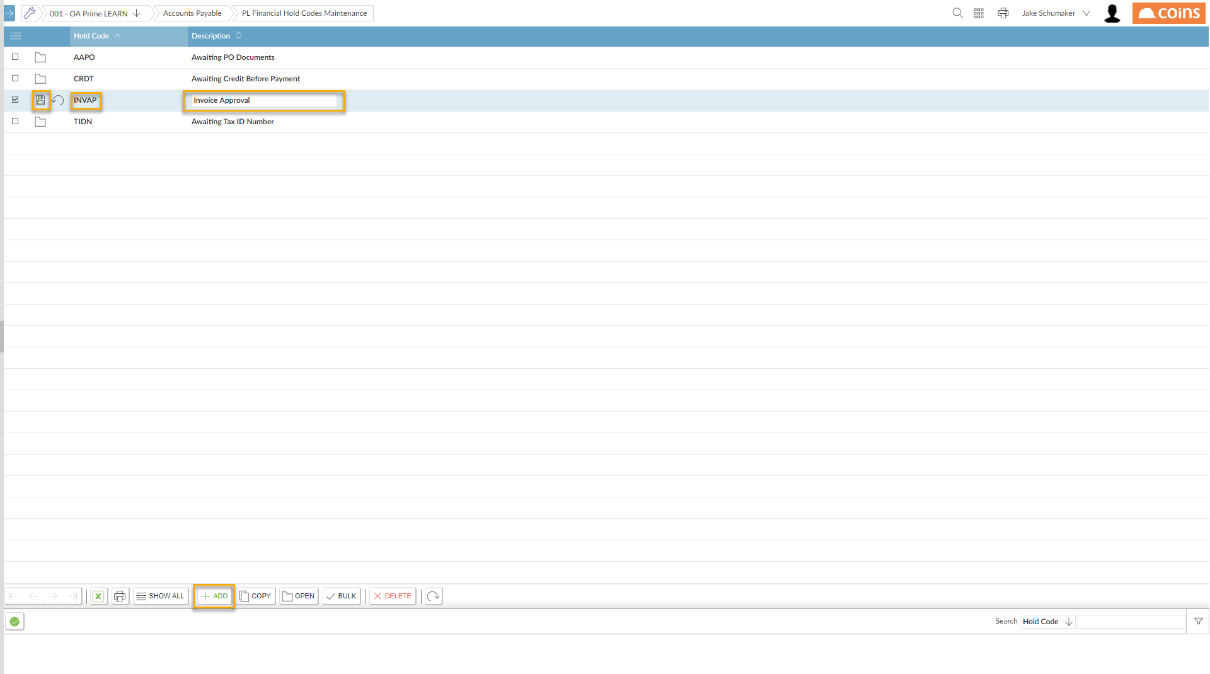 001 - OA Prime LEARN Accounts Payable PL Financial Hold Codes Maintenance Jake Schumaker coins
Hold Code Description
AAPO Awaiting PO Documents
CRDT Awaiting Credit Before Payment
INVAP Invoice Approval
TIDN Awaiting Tax ID Number
X SHOW ALL ADD COPY OPEN BULK DELETE
Search Hold Code